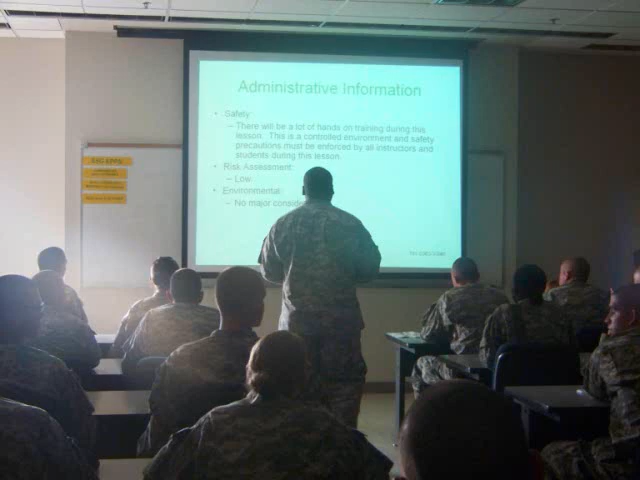 Administrative Information
• Safety:
– There will be a lot of hands on training during this
lesson. This is a controlled environment and safety
precautions must be enforced by all instructors and
students during this lesson.
• Risk Assessment:
– Low.
• Environmental:
– No major